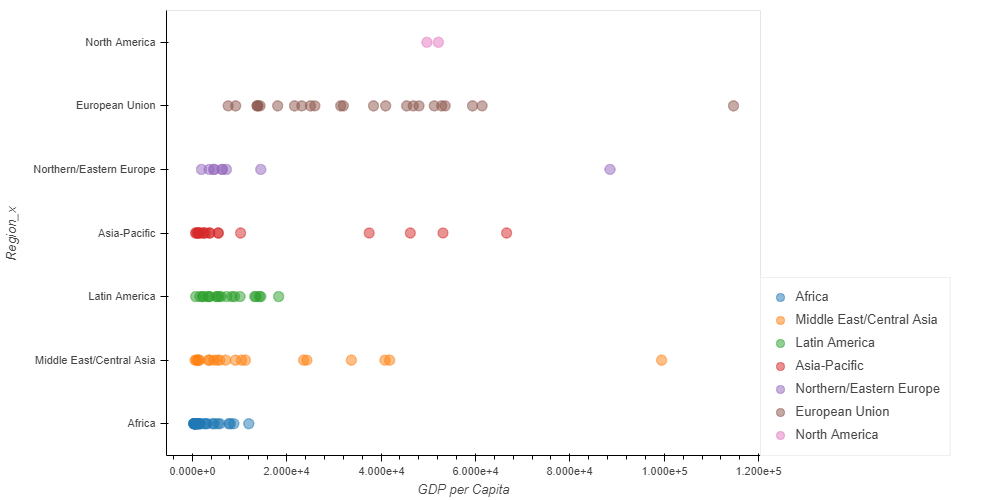 North America
European Union
Northern/Eastern Europe
Asia-Pacific
Latin America
Middle East/Central Asia
Africa
Region_x
0.000e+0 2.000e+4 4.000e+4 6.000e+4 8.000e+4 1.000e+5 1.200e+5
GDP per Capita
Africa
Middle East/Central Asia
Latin America
Asia-Pacific
Northern/Eastern Europe
European Union
North America